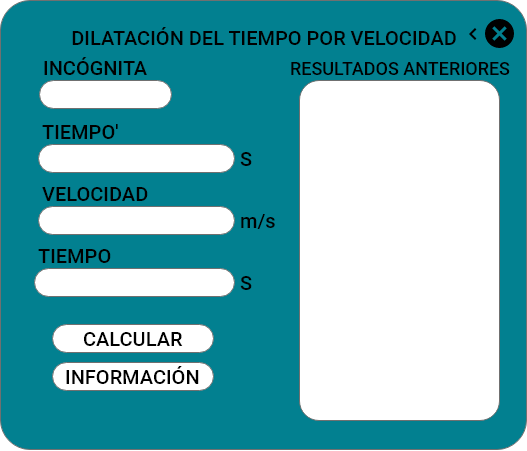 DILATACIÓN DEL TIEMPO POR VELOCIDAD <
INCÓGNITA
RESULTADOS ANTERIORES
TIEMPO'
S
VELOCIDAD
m/s
TIEMPO
S
CALCULAR
INFORMACIÓN